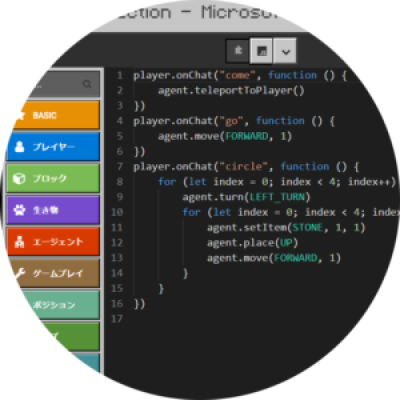 ction - Microso
BASIC
プレイヤー
ブロック
生き物
エージェント
ゲームプレイ
ポジション
1 player.onChat("come", function () {
2 agent.teleportToPlayer()
3 })
4 player.onChat("go", function () {
5 agent.move(FORWARD, 1)
6 })
7 player.onChat("circle", function () {
8 for (let index = 0; index < 4; index++)
9 agent.turn(LEFT_TURN)
10 for (let index = 0; index < 4; inde
11 agent.setItem(STONE, 1, 1)
12 agent.place(UP)
13 agent.move(FORWARD, 1)
14 }
15 }
16 })
17